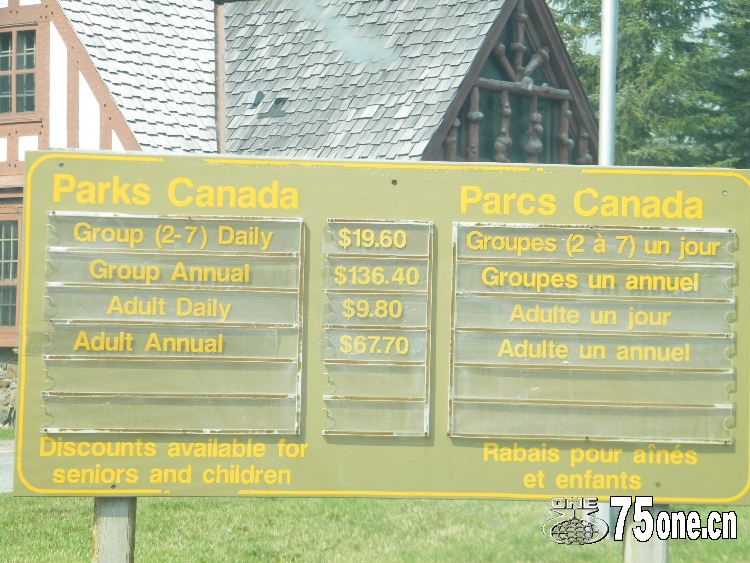 Parks Canada
Group (2-7) Daily
Group Annual
Adult Daily
Adult Annual
Discounts available for
seniors and children
$19.60
$136.40
$9.80
$67.70
Parcs Canada
Groupes (2 à 7) un jour
Groupes un annuel
Adulte un jour
Adulte un annuel
Rabais pour aînés
et enfants
ONE
75one.cn